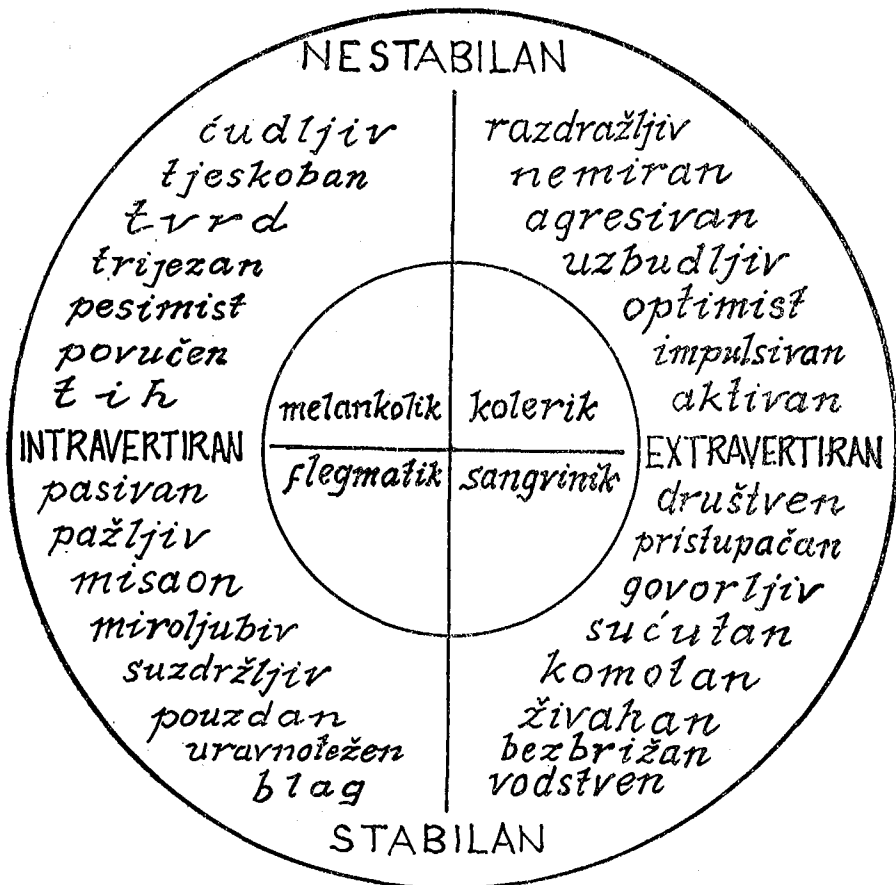 NESTABILAN
ćudljiv
tjeskoban
tvrd
trijezan
pesimist
povučen
tih
razdražljiv
nemiran
agresivan
uzbudljiv
optimist
impulsivan
aktivan
melankolik
kolerik
INTRAVERTIRAN
EXTRAVERTIRAN
flegmatik
sangvinik
pasivan
pažljiv
misaon
miroljubiv
suzdržljiv
pouzdan
uravnotežen
blag
društven
pristupačan
govorljiv
sućutan
komotan
živahan
bezbrižan
vodstven
STABILAN